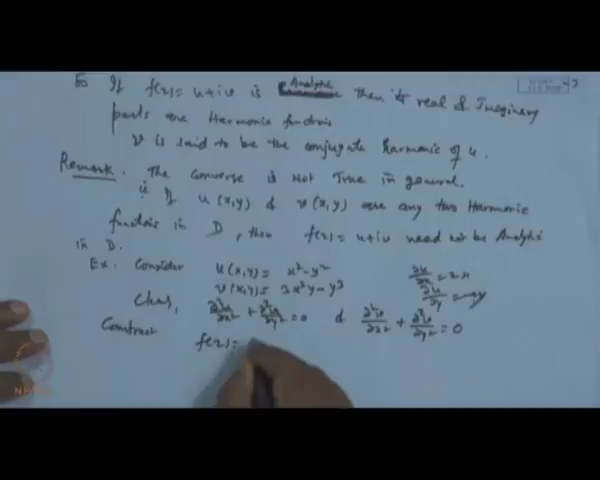 So If f(z) = u + iv is Analytic then its real & Imaginary
parts are Harmonic functions
v is said to be the conjugate harmonic of u.
Remark. The converse is Not True in general.
ie If u(x,y) & v(x,y) are any two Harmonic
functions in D, then f(z) = u + iv need not be Analytic
in D.
Ex. Consider u(x,y) = x² - y² ∂u/∂x = 2x
v(x,y) = 3x²y - y³ ∂u/∂y = -2y
Clear, ∂²u/∂x² + ∂²u/∂y² = 0 & ∂²v/∂x² + ∂²v/∂y² = 0
Construct f(z) =
NPTEL